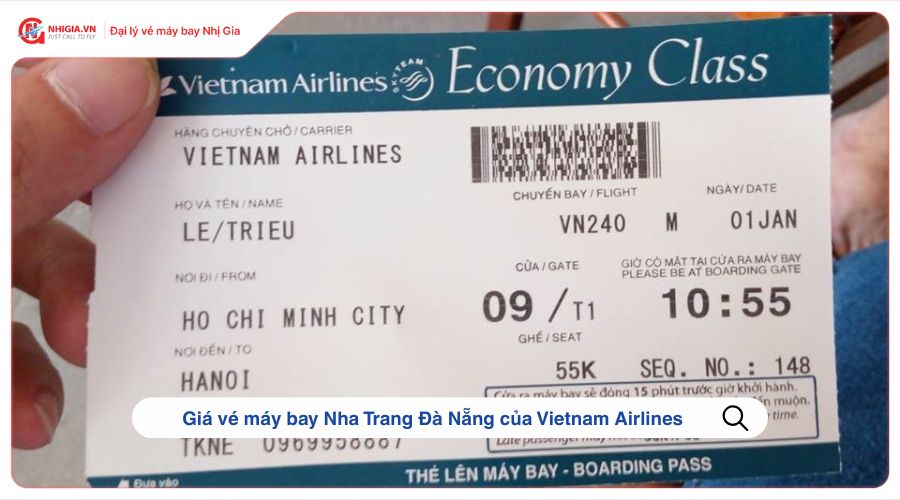 NHIGIA.VN
JUST CALL TO FLY
Đại lý vé máy bay Nhị Gia
Vietnam Airlines SKYTEAM Economy Class
HÃNG CHUYÊN CHỞ / CARRIER
VIETNAM AIRLINES
CHUYẾN BAY / FLIGHT NGÀY/ DATE
HỌ VÀ TÊN / NAME
LE/TRIEU VN240 M 01JAN
NƠI ĐI / FROM CỬA / GATE GIỜ CÓ MẶT TẠI CỬA RA MÁY BAY
PLEASE BE AT BOARDING GATE
HO CHI MINH CITY 09 / T1 10:55
NƠI ĐẾN / TO GHẾ / SEAT
HANOI 55K SEQ. NO.: 148
Cửa ra máy bay sẽ đóng 15 phút trước giờ khởi hành.
muộn.
Giá vé máy bay Nha Trang Đà Nẵng của Vietnam Airlines
time.
TKNE 0969958887
Late passenger may
THẺ LÊN MÁY BAY - BOARDING PASS
Đưa vào